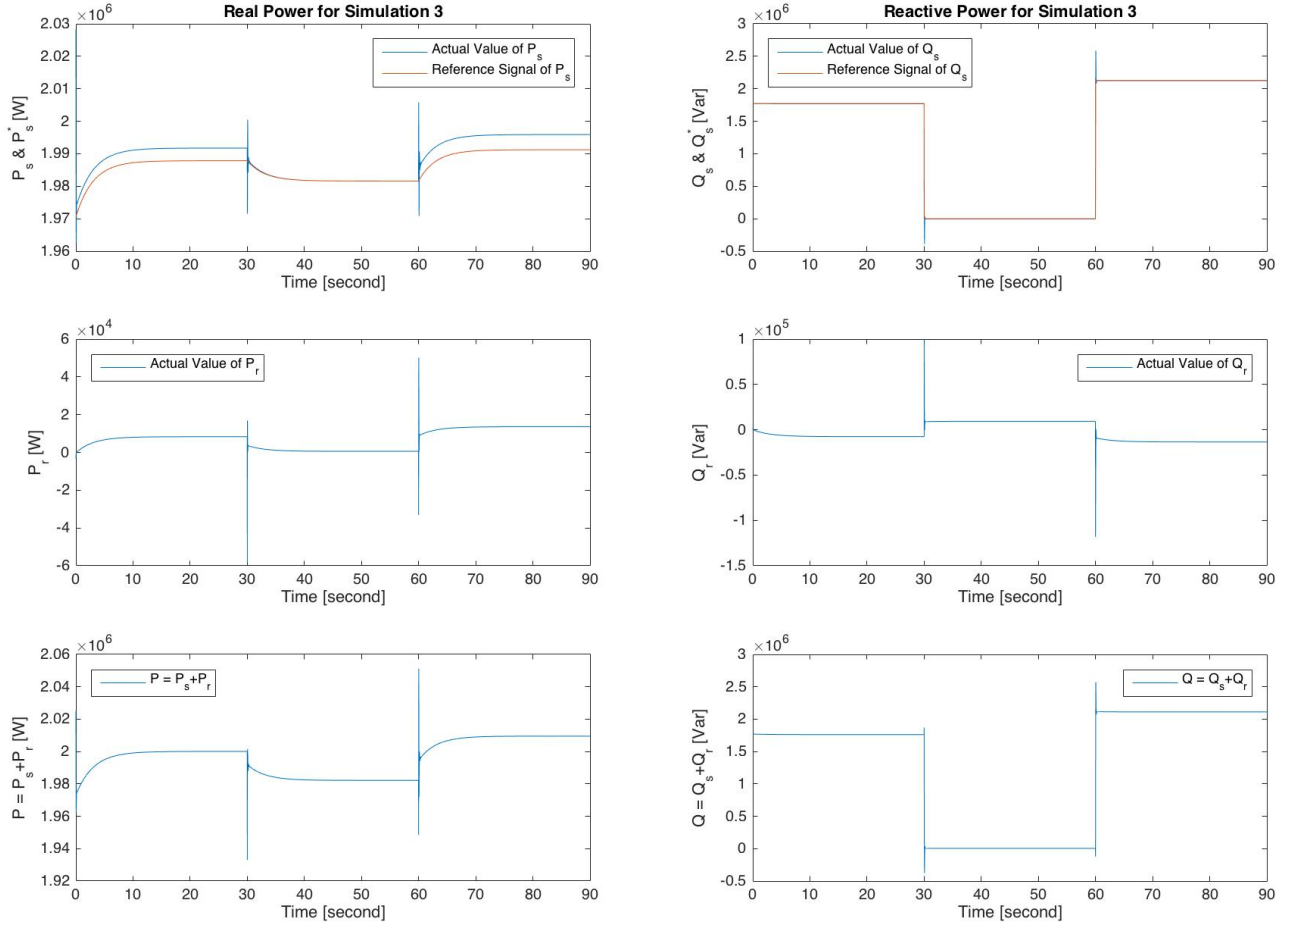 Real Power for Simulation 3
×10^6
2.03
2.02
2.01
2
1.99
1.98
1.97
1.96
P_s & P_s^* [W]
Actual Value of P_s
Reference Signal of P_s
0 10 20 30 40 50 60 70 80 90
Time [second]
Reactive Power for Simulation 3
×10^6
3
2.5
2
1.5
1
0.5
0
-0.5
Q_s & Q_s^* [Var]
Actual Value of Q_s
Reference Signal of Q_s
0 10 20 30 40 50 60 70 80 90
Time [second]
×10^4
6
4
2
0
-2
-4
-6
P_r [W]
Actual Value of P_r
0 10 20 30 40 50 60 70 80 90
Time [second]
×10^5
1
0.5
0
-0.5
-1
-1.5
Q_r [Var]
Actual Value of Q_r
0 10 20 30 40 50 60 70 80 90
Time [second]
×10^6
2.06
2.04
2.02
2
1.98
1.96
1.94
1.92
P = P_s+P_r [W]
P = P_s+P_r
0 10 20 30 40 50 60 70 80 90
Time [second]
×10^6
3
2.5
2
1.5
1
0.5
0
-0.5
Q = Q_s+Q_r [Var]
Q = Q_s+Q_r
0 10 20 30 40 50 60 70 80 90
Time [second]